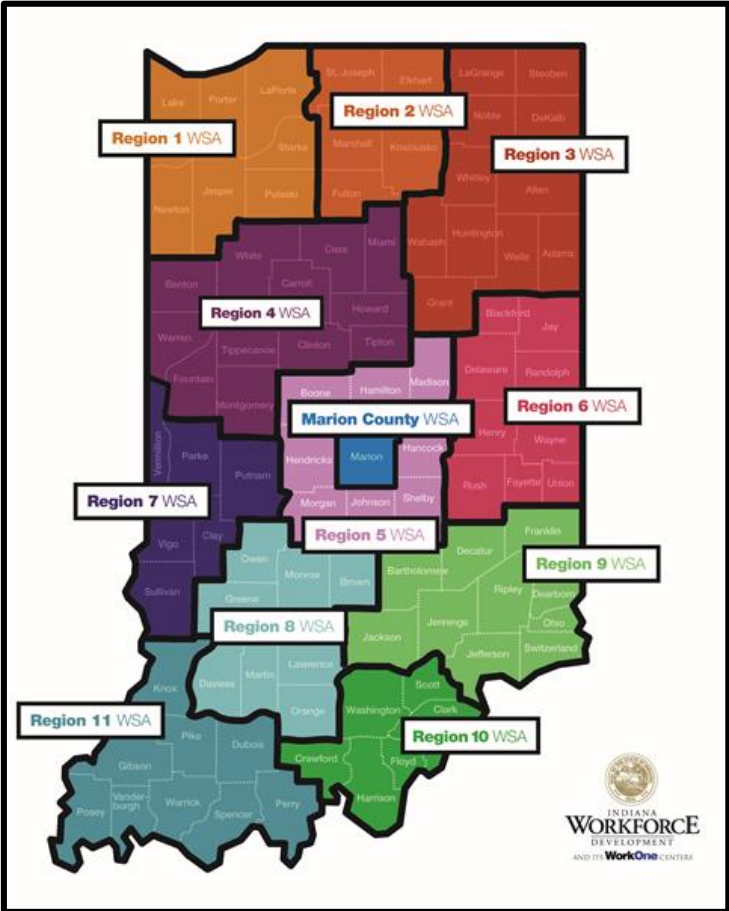 St. Joseph
Elkhart
LaGrange
Steuben
Lake
Porter
LaPorte
Region 2 WSA
Noble
DeKalb
Region 1 WSA
Starke
Marshall
Kosciusko
Region 3 WSA
Whitley
Allen
Newton
Jasper
Pulaski
Fulton
Wabash
Huntington
Wells
Adams
White
Cass
Miami
Benton
Carroll
Grant
Region 4 WSA
Howard
Blackford
Jay
Warren
Tippecanoe
Clinton
Tipton
Fountain
Montgomery
Boone
Hamilton
Madison
Delaware
Randolph
Region 6 WSA
Marion County WSA
Henry
Wayne
Hendricks
Marion
Hancock
Vermillion
Parke
Putnam
Rush
Fayette
Union
Region 7 WSA
Morgan
Johnson
Shelby
Region 5 WSA
Vigo
Clay
Franklin
Decatur
Region 9 WSA
Sullivan
Owen
Monroe
Brown
Bartholomew
Ripley
Dearborn
Greene
Jennings
Ohio
Region 8 WSA
Jackson
Jefferson
Switzerland
Daviess
Martin
Lawrence
Orange
Knox
Scott
Washington
Clark
Region 11 WSA
Pike
Dubois
Region 10 WSA
Gibson
Crawford
Floyd
Harrison
Posey
Vander-
burgh
Warrick
Spencer
Perry
INDIANA
WORKFORCE
DEVELOPMENT
AND ITS WorkOne CENTERS